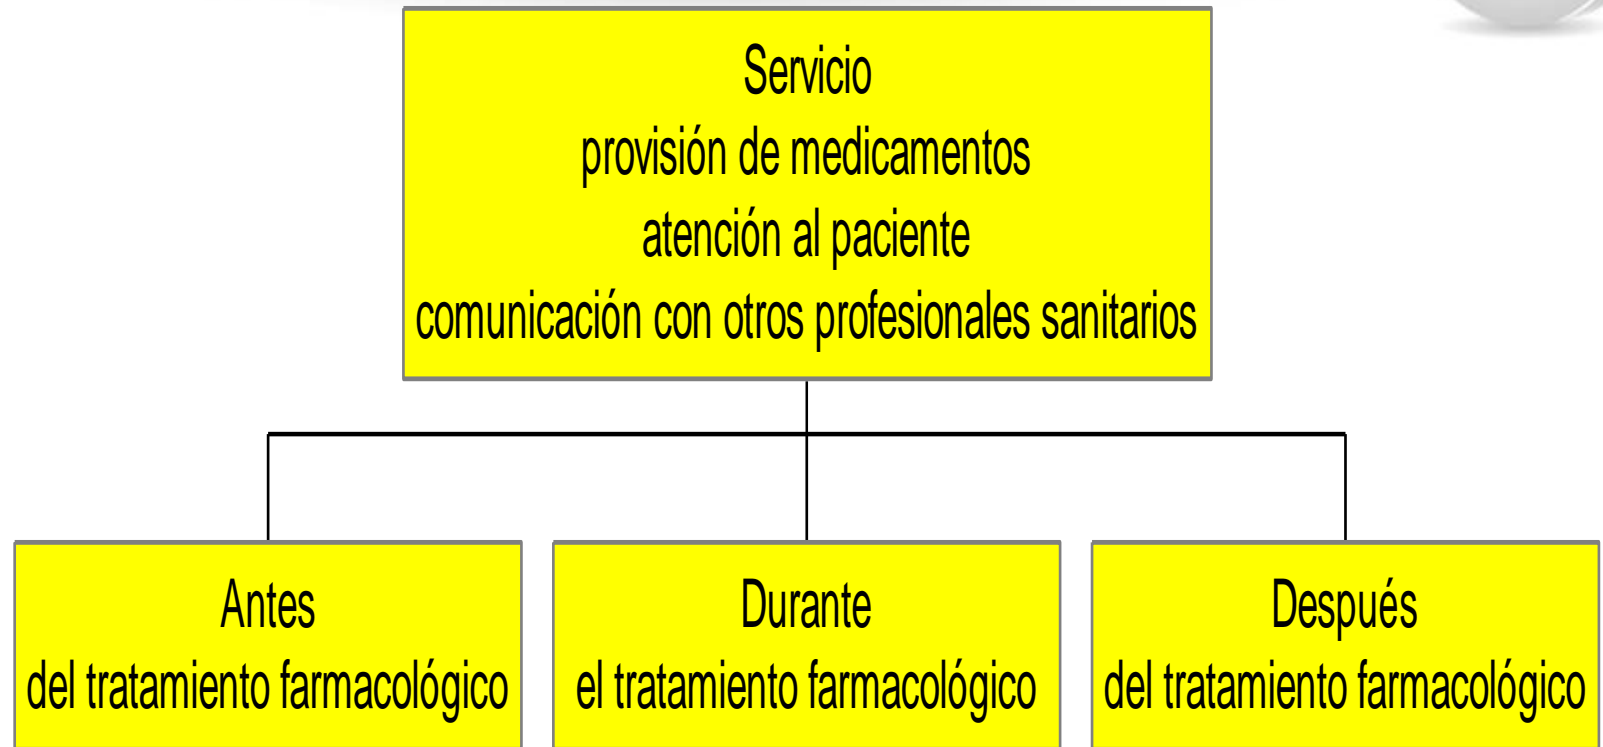 Servicio
provisión de medicamentos
atención al paciente
comunicación con otros profesionales sanitarios
Antes
del tratamiento farmacológico
Durante
el tratamiento farmacológico
Después
del tratamiento farmacológico